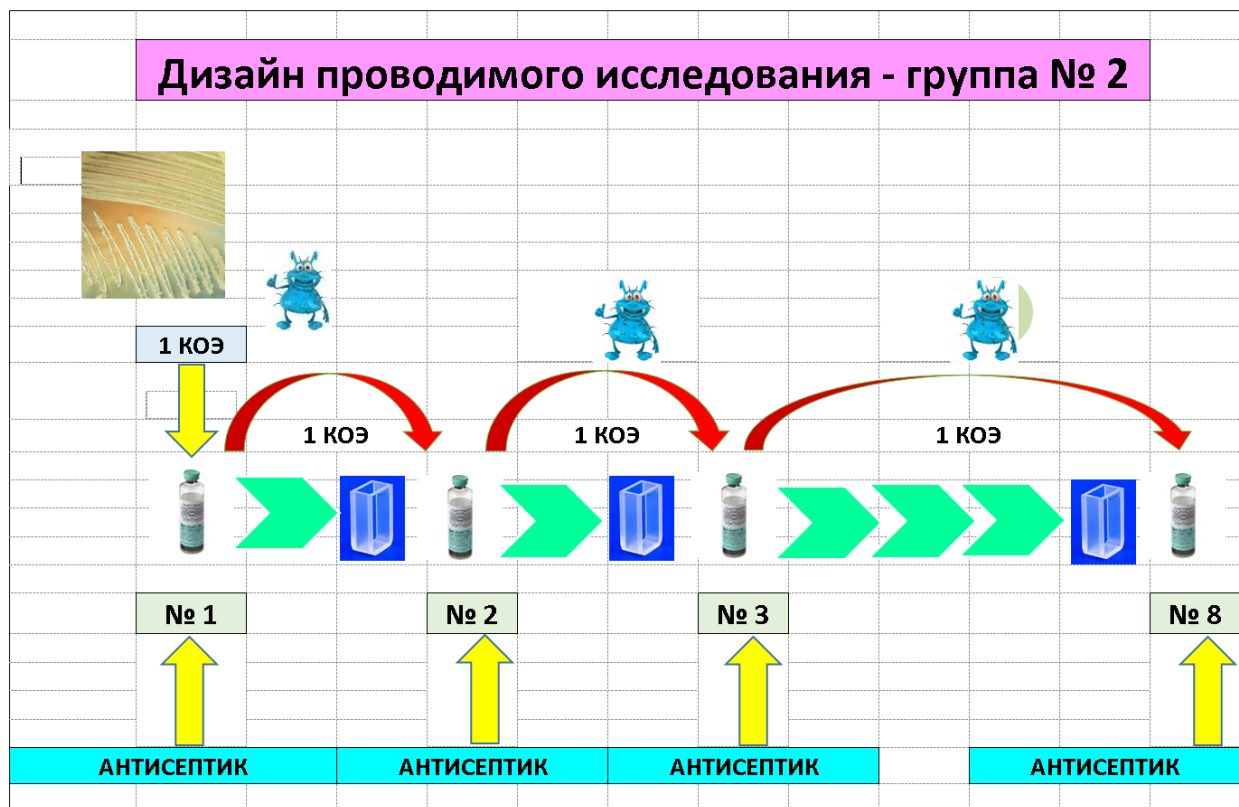 Дизайн проводимого исследования - группа № 2
1 КОЭ
1 КОЭ
1 КОЭ
1 КОЭ
№ 1
№ 2
№ 3
№ 8
АНТИСЕПТИК
АНТИСЕПТИК
АНТИСЕПТИК
АНТИСЕПТИК